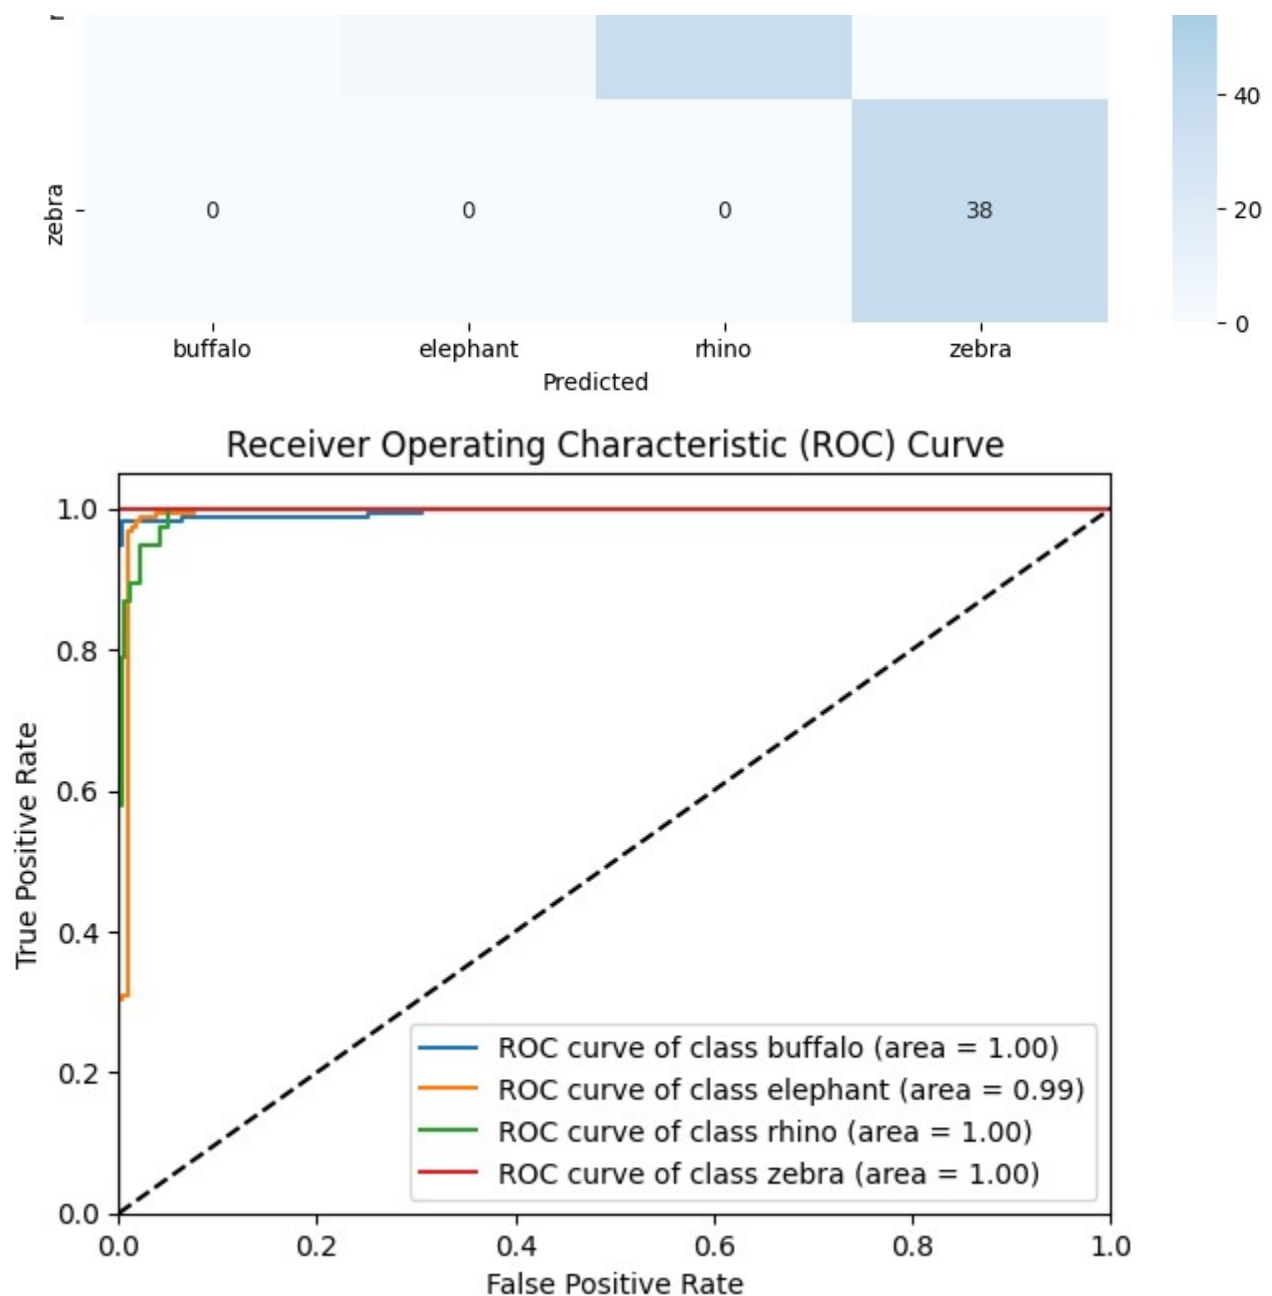 40
zebra 0 0 0 38 20
0
buffalo elephant rhino zebra
Predicted
Receiver Operating Characteristic (ROC) Curve
1.0
0.8
0.6
0.4
0.2
0.0
True Positive Rate
ROC curve of class buffalo (area = 1.00)
ROC curve of class elephant (area = 0.99)
ROC curve of class rhino (area = 1.00)
ROC curve of class zebra (area = 1.00)
0.0 0.2 0.4 0.6 0.8 1.0
False Positive Rate